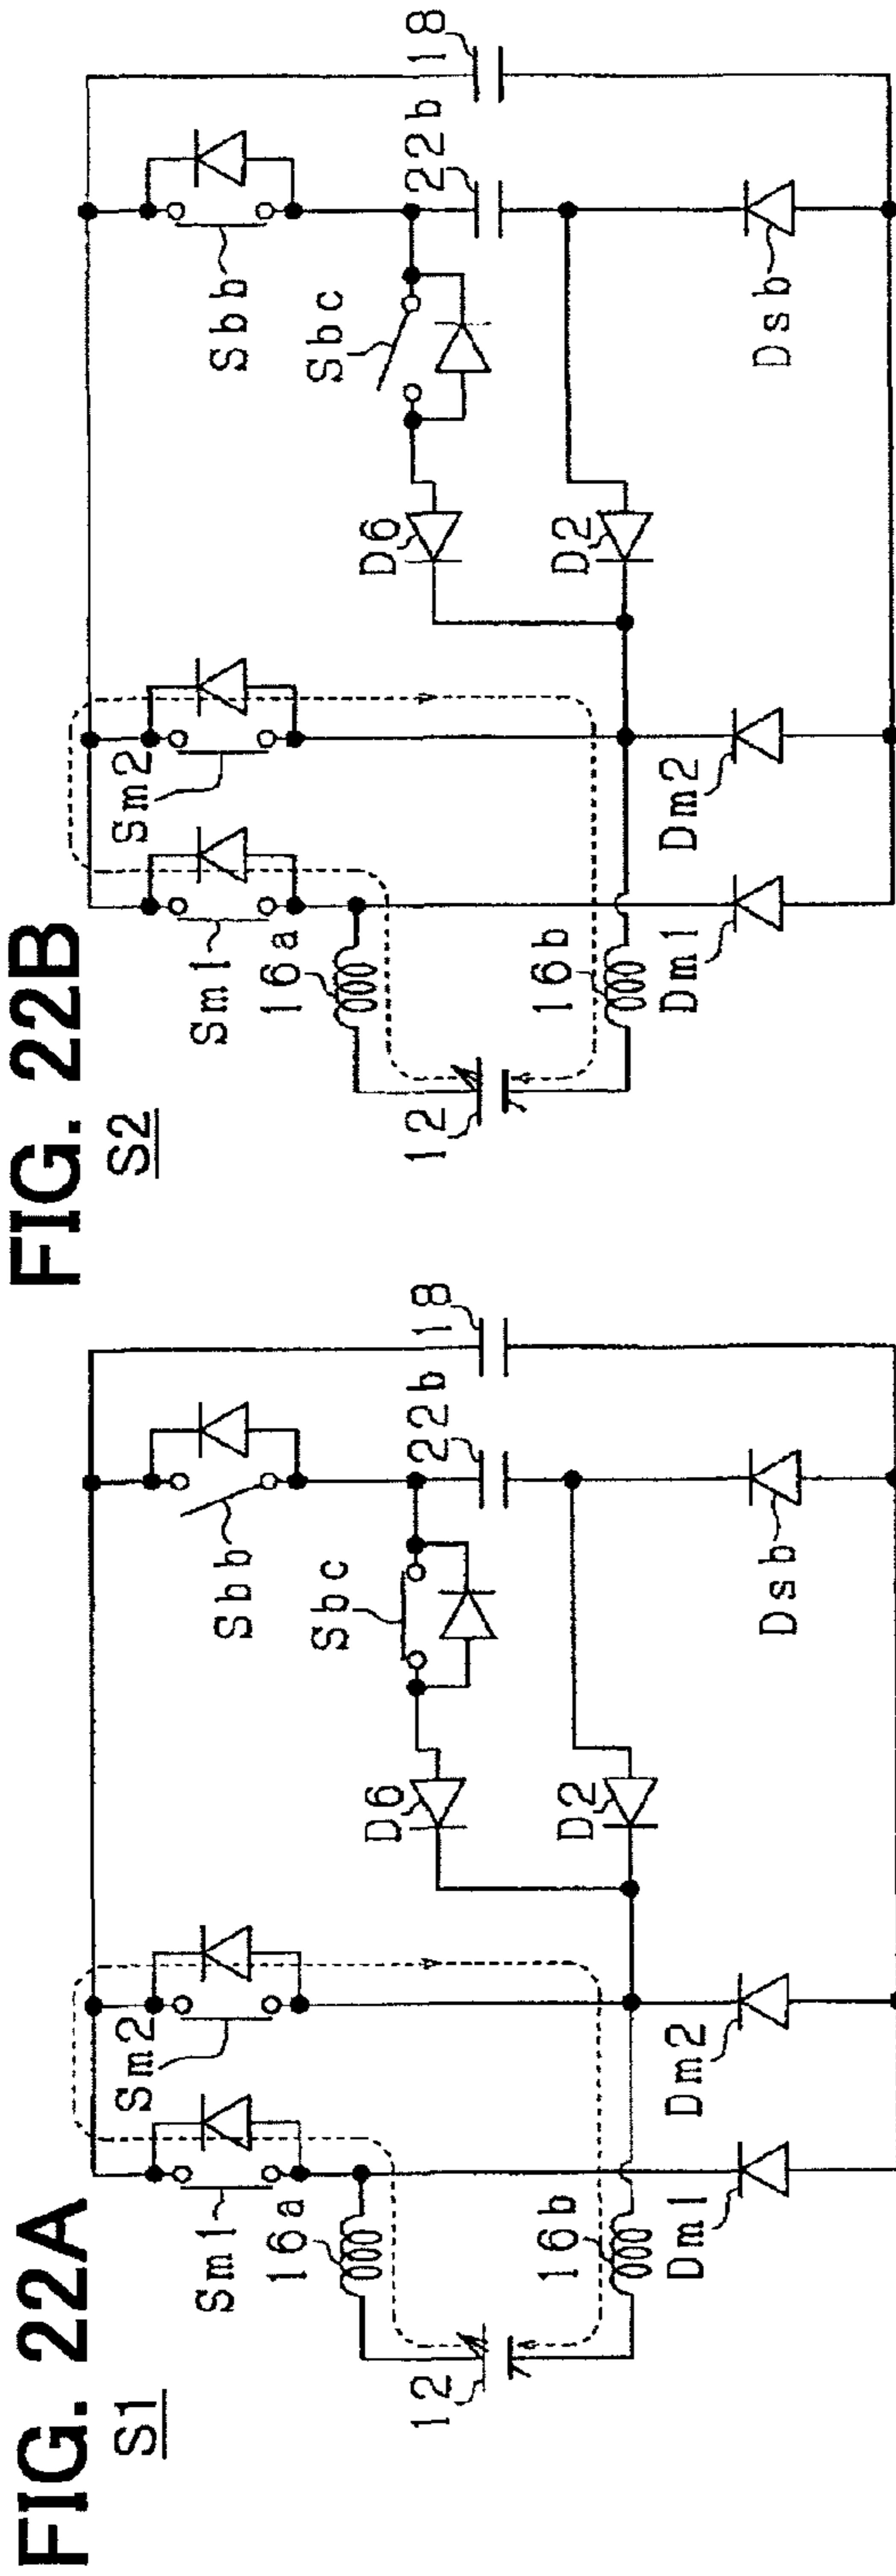 FIG. 22A
S1
Sm1
Sm2
16a
12
16b
Dm1
Dm2
D6
D2
Sbc
Sbb
22b
18
Dsb
FIG. 22B
S2
Sm1
Sm2
16a
12
16b
Dm1
Dm2
D6
D2
Sbc
Sbb
22b
18
Dsb